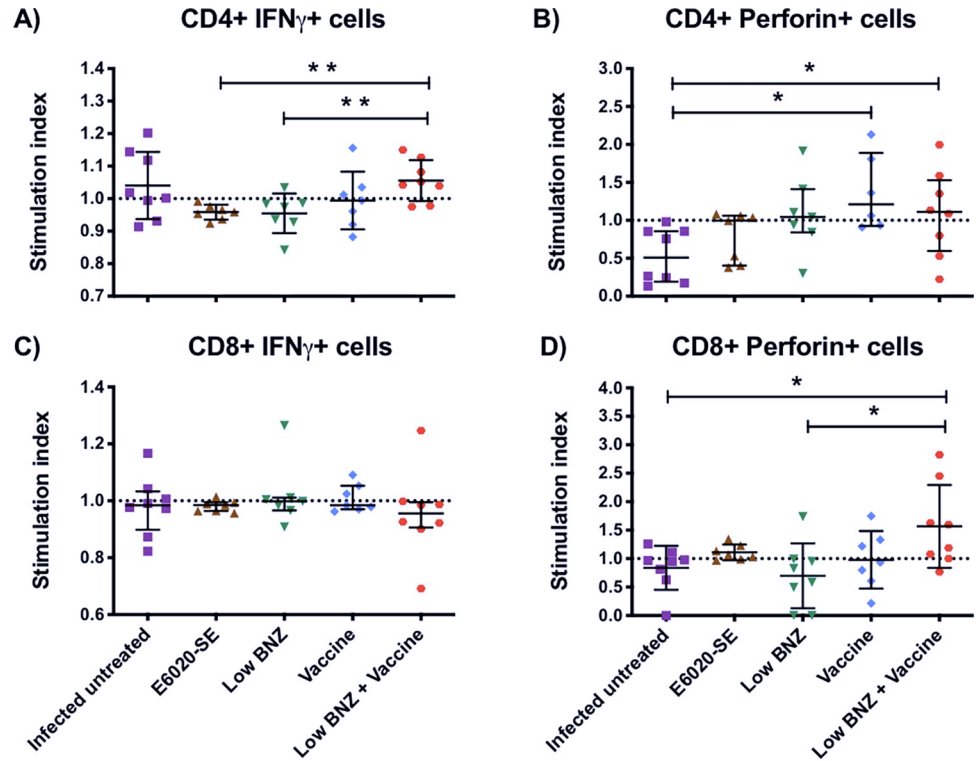 A) CD4+ IFNγ+ cells
Stimulation index
1.4
1.3
1.2
1.1
1.0
0.9
0.8
0.7
* *
* *
B) CD4+ Perforin+ cells
Stimulation index
3.0
2.5
2.0
1.5
1.0
0.5
0.0
*
*
C) CD8+ IFNγ+ cells
Stimulation index
1.4
1.2
1.0
0.8
0.6
Infected untreated
E6020-SE
Low BNZ
Vaccine
Low BNZ + Vaccine
D) CD8+ Perforin+ cells
Stimulation index
4.0
3.5
3.0
2.5
2.0
1.5
1.0
0.5
0.0
*
*
Infected untreated
E6020-SE
Low BNZ
Vaccine
Low BNZ + Vaccine